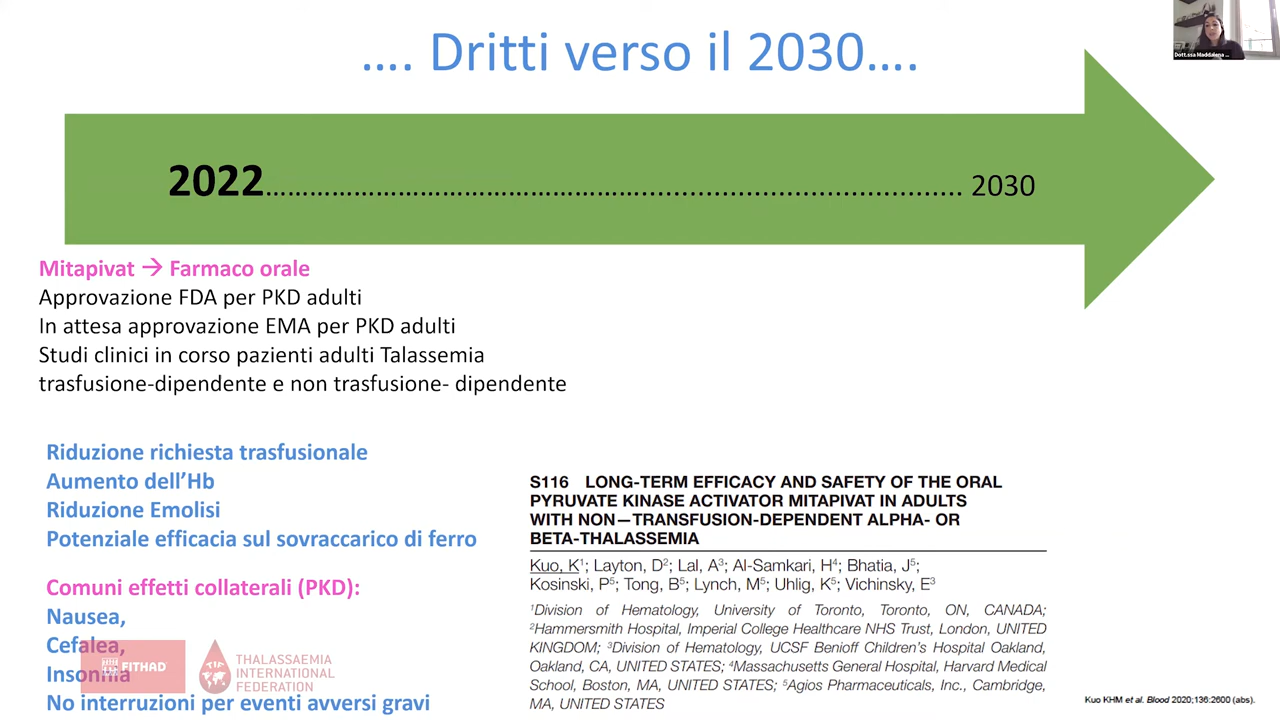 Dott.ssa Maddalena ...
…. Dritti verso il 2030….
2022........................................................................................ 2030
Mitapivat → Farmaco orale
Approvazione FDA per PKD adulti
In attesa approvazione EMA per PKD adulti
Studi clinici in corso pazienti adulti Talassemia
trasfusione-dipendente e non trasfusione- dipendente
Riduzione richiesta trasfusionale
Aumento dell’Hb
Riduzione Emolisi
Potenziale efficacia sul sovraccarico di ferro
Comuni effetti collaterali (PKD):
Nausea,
Cefalea,
Insonnia
No interruzioni per eventi avversi gravi
FITHAD
THALASSAEMIA
INTERNATIONAL
FEDERATION
TIF
S116 LONG-TERM EFFICACY AND SAFETY OF THE ORAL
PYRUVATE KINASE ACTIVATOR MITAPIVAT IN ADULTS
WITH NON—TRANSFUSION-DEPENDENT ALPHA- OR
BETA-THALASSEMIA
Kuo, K¹; Layton, D²; Lal, A³; Al-Samkari, H⁴; Bhatia, J⁵;
Kosinski, P⁵; Tong, B⁵; Lynch, M⁵; Uhlig, K⁵; Vichinsky, E³
¹Division of Hematology, University of Toronto, Toronto, ON, CANADA;
²Hammersmith Hospital, Imperial College Healthcare NHS Trust, London, UNITED
KINGDOM; ³Division of Hematology, UCSF Benioff Children’s Hospital Oakland,
Oakland, CA, UNITED STATES; ⁴Massachusetts General Hospital, Harvard Medical
School, Boston, MA, UNITED STATES; ⁵Agios Pharmaceuticals, Inc., Cambridge,
MA, UNITED STATES
Kuo KHM et al. Blood 2020;136:2600 (abs).